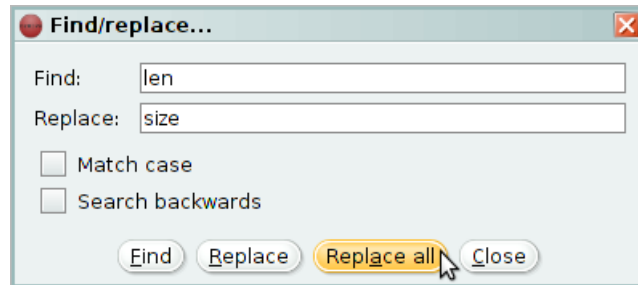 Find/replace...
Find: len
Replace: size
Match case
Search backwards
Find Replace Replace all Close